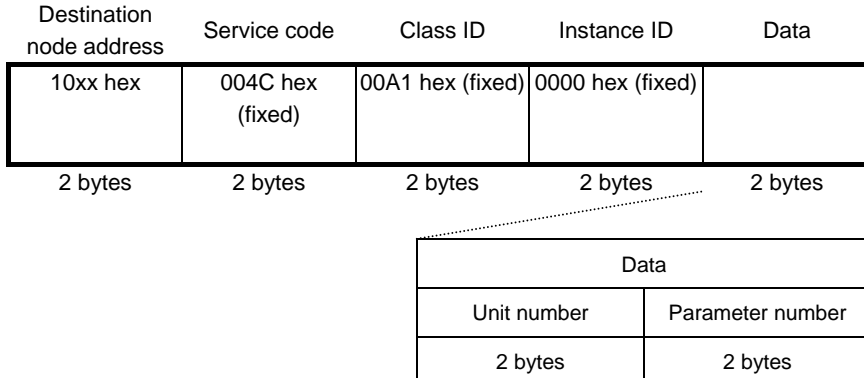 Destination
node address Service code Class ID Instance ID Data
10xx hex 004C hex
(fixed) 00A1 hex (fixed) 0000 hex (fixed)
2 bytes 2 bytes 2 bytes 2 bytes 2 bytes
Data
Unit number Parameter number
2 bytes 2 bytes